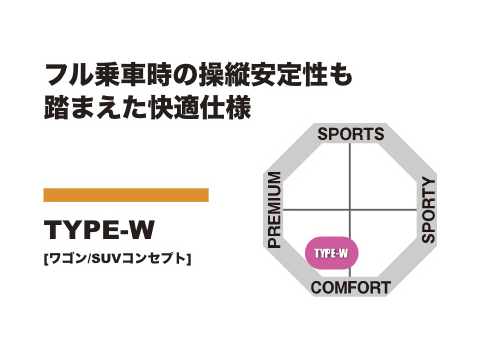 フル乗車時の操縦安定性も
踏まえた快適仕様
SPORTS
PREMIUM
SPORTY
TYPE-W
[ワゴン/SUVコンセプト]
TYPE-W
COMFORT